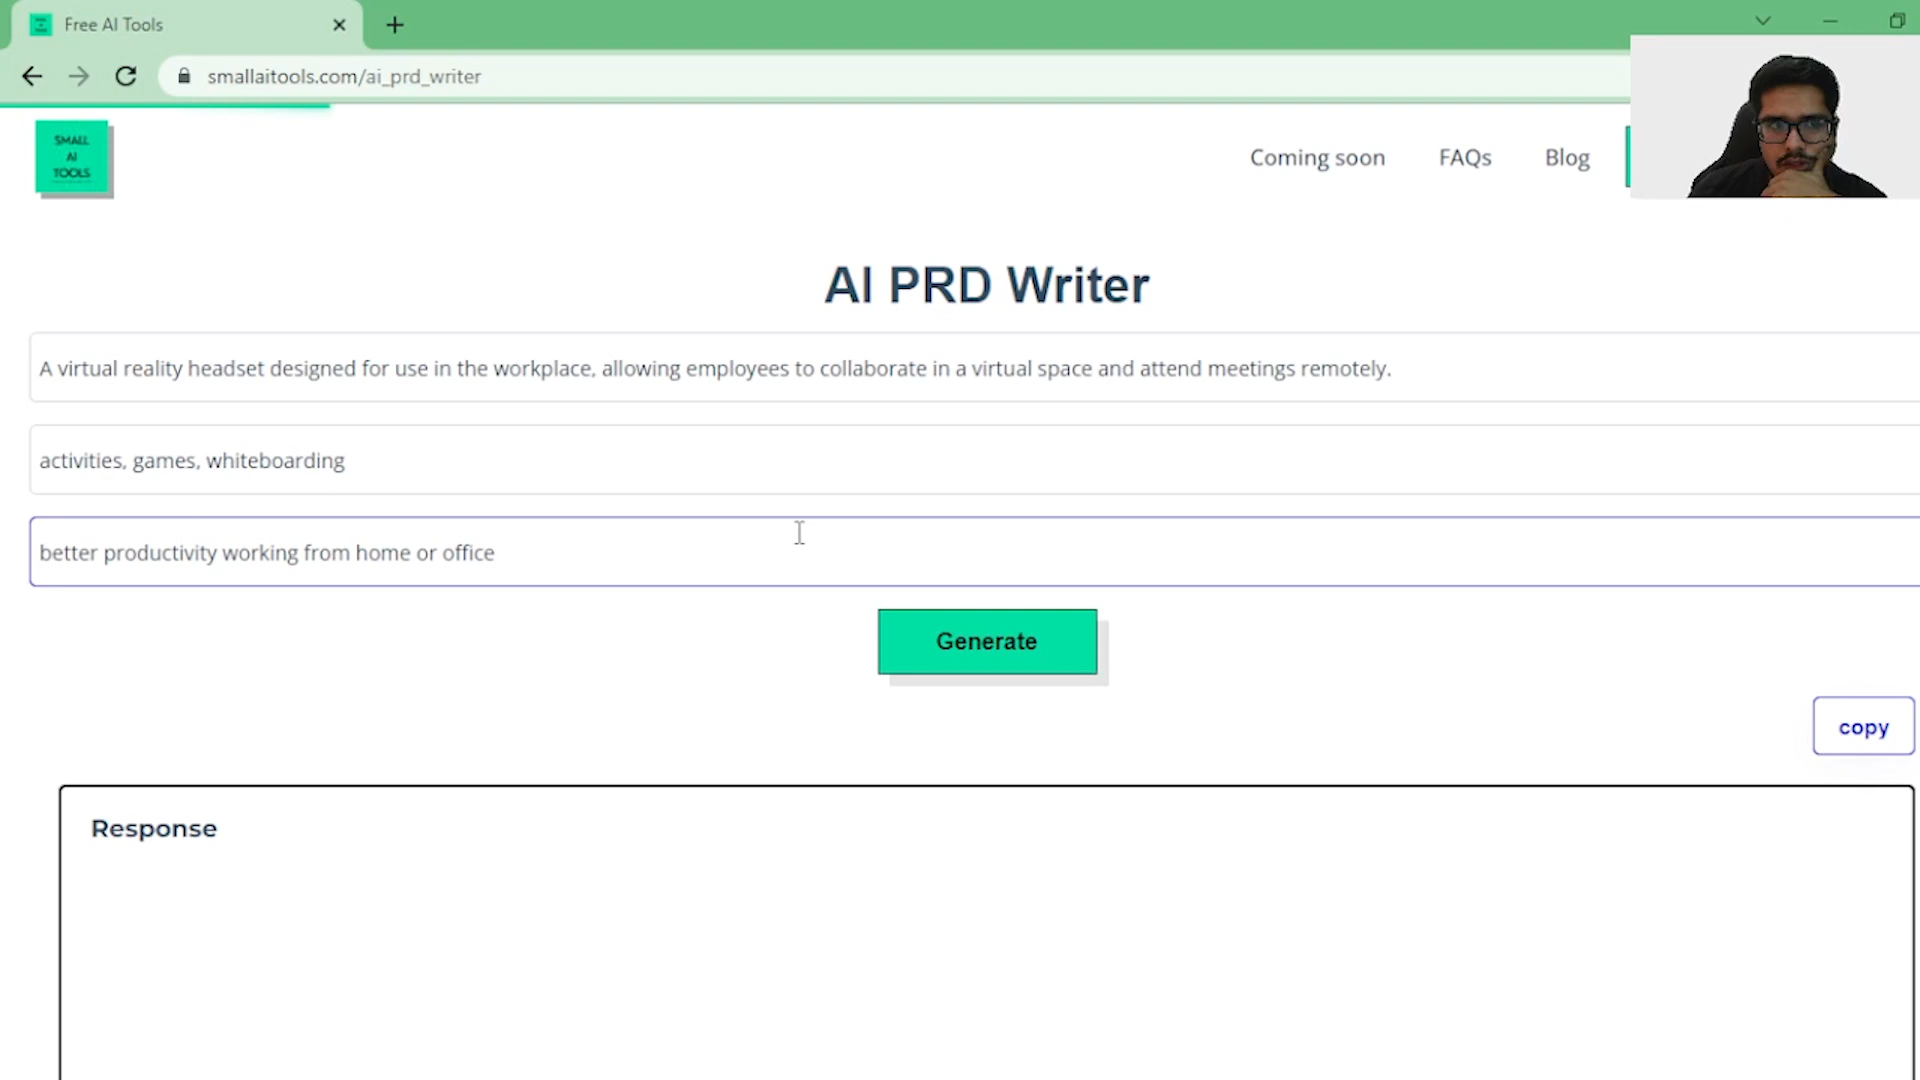 Free AI Tools
smallaitools.com/ai_prd_writer
SMALL
AI
TOOLS
Coming soon FAQs Blog
AI PRD Writer
A virtual reality headset designed for use in the workplace, allowing employees to collaborate in a virtual space and attend meetings remotely.
activities, games, whiteboarding
better productivity working from home or office
Generate
copy
Response